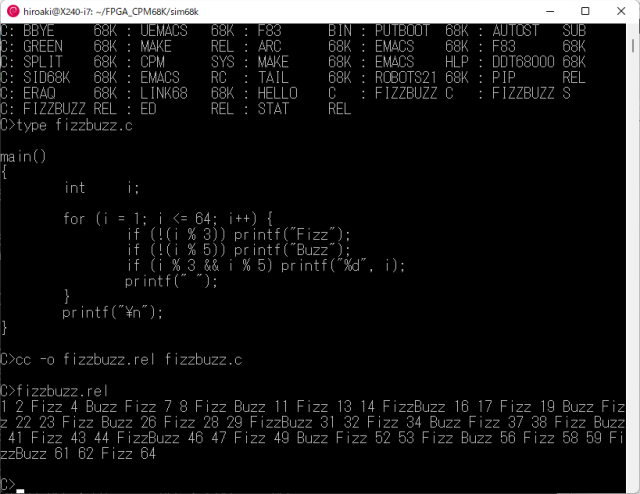 hiroaki@X240-i7: ~/FPGA_CPM68K/sim68k
C: BBYE     68K : UEMACS   68K : F83      BIN : PUTBOOT  68K : AUTOST   SUB
C: GREEN    68K : MAKE     REL : ARC      68K : EMACS    68K : F83      68K
C: SPLIT    68K : CPM      SYS : MAKE     68K : EMACS    HLP : DDT68000 68K
C: SID68K   68K : EMACS    RC  : TAIL     68K : ROBOTS21 68K : PIP      REL
C: ERAQ     68K : LINK68   68K : HELLO    C   : FIZZBUZZ C   : FIZZBUZZ S
C: FIZZBUZZ REL : ED       REL : STAT     REL
C>type fizzbuzz.c
main()
{
        int     i;
        for (i = 1; i <= 64; i++) {
                if (!(i % 3)) printf("Fizz");
                if (!(i % 5)) printf("Buzz");
                if (i % 3 && i % 5) printf("%d", i);
                printf(" ");
        }
        printf("¥n");
}
C>cc -o fizzbuzz.rel fizzbuzz.c
C>fizzbuzz.rel
1 2 Fizz 4 Buzz Fizz 7 8 Fizz Buzz 11 Fizz 13 14 FizzBuzz 16 17 Fizz 19 Buzz Fiz
z 22 23 Fizz Buzz 26 Fizz 28 29 FizzBuzz 31 32 Fizz 34 Buzz Fizz 37 38 Fizz Buzz
 41 Fizz 43 44 FizzBuzz 46 47 Fizz 49 Buzz Fizz 52 53 Fizz Buzz 56 Fizz 58 59 Fi
zzBuzz 61 62 Fizz 64
C>